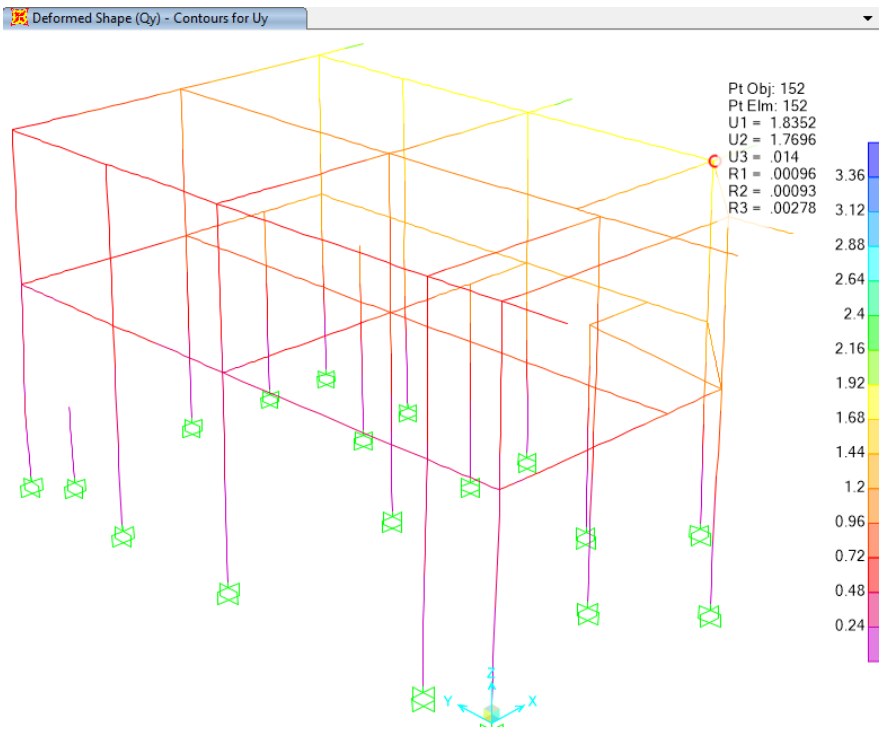 Deformed Shape (Qy) - Contours for Uy
Pt Obj: 152
Pt Elm: 152
U1 = 1.8352
U2 = 1.7696
U3 = .014
R1 = .00096
R2 = .00093
R3 = .00278
3.36
3.12
2.88
2.64
2.4
2.16
1.92
1.68
1.44
1.2
0.96
0.72
0.48
0.24
Z
Y
X